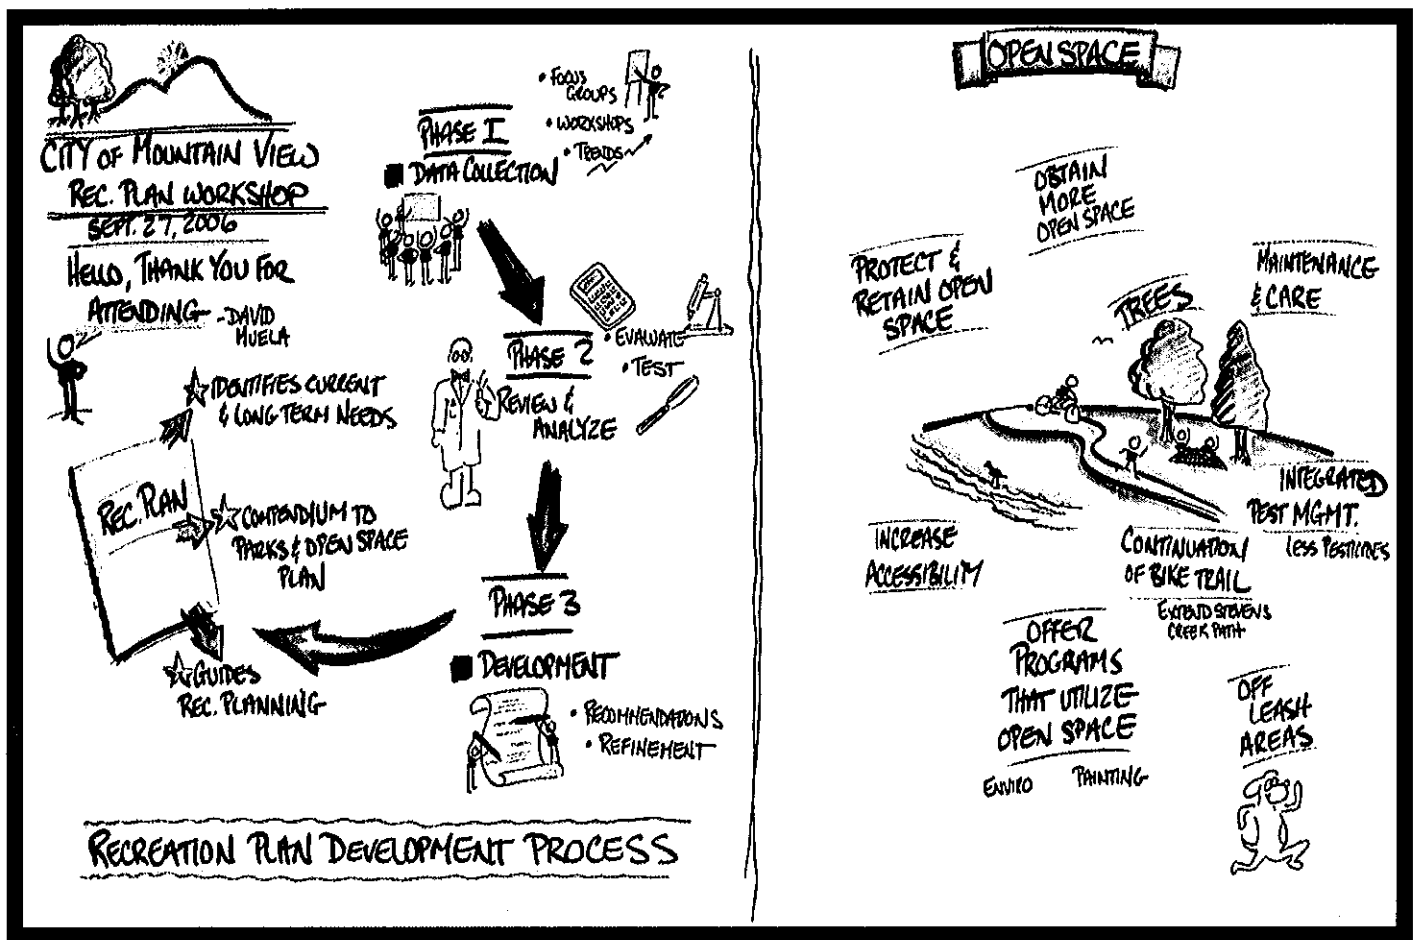 CITY OF MOUNTAIN VIEW
REC. PLAN WORKSHOP
SEPT. 27, 2006
HELLO, THANK YOU FOR
ATTENDING -DAVID
MUELA
☆ IDENTIFIES CURRENT
& LONG TERM NEEDS
REC. PLAN
☆ COMPENDIUM TO
PARKS & OPEN SPACE
PLAN
☆ GUIDES
REC. PLANNING
PHASE I
■ DATA COLLECTION
• FOCUS
GROUPS
• WORKSHOPS
• TRENDS
PHASE 2
REVIEW &
ANALYZE
• EVALUATE
• TEST
PHASE 3
■ DEVELOPMENT
• RECOMMENDATIONS
• REFINEMENT
RECREATION PLAN DEVELOPMENT PROCESS
OPEN SPACE
OBTAIN
MORE
OPEN SPACE
PROTECT &
RETAIN OPEN
SPACE
TREES
MAINTENANCE
& CARE
INTEGRATED
PEST MGMT.
LESS PESTICIDES
INCREASE
ACCESSIBILITY
CONTINUATION
OF BIKE TRAIL
EXTEND STEVENS
CREEK PATH
OFFER
PROGRAMS
THAT UTILIZE
OPEN SPACE
ENVIRO PAINTING
OFF
LEASH
AREAS